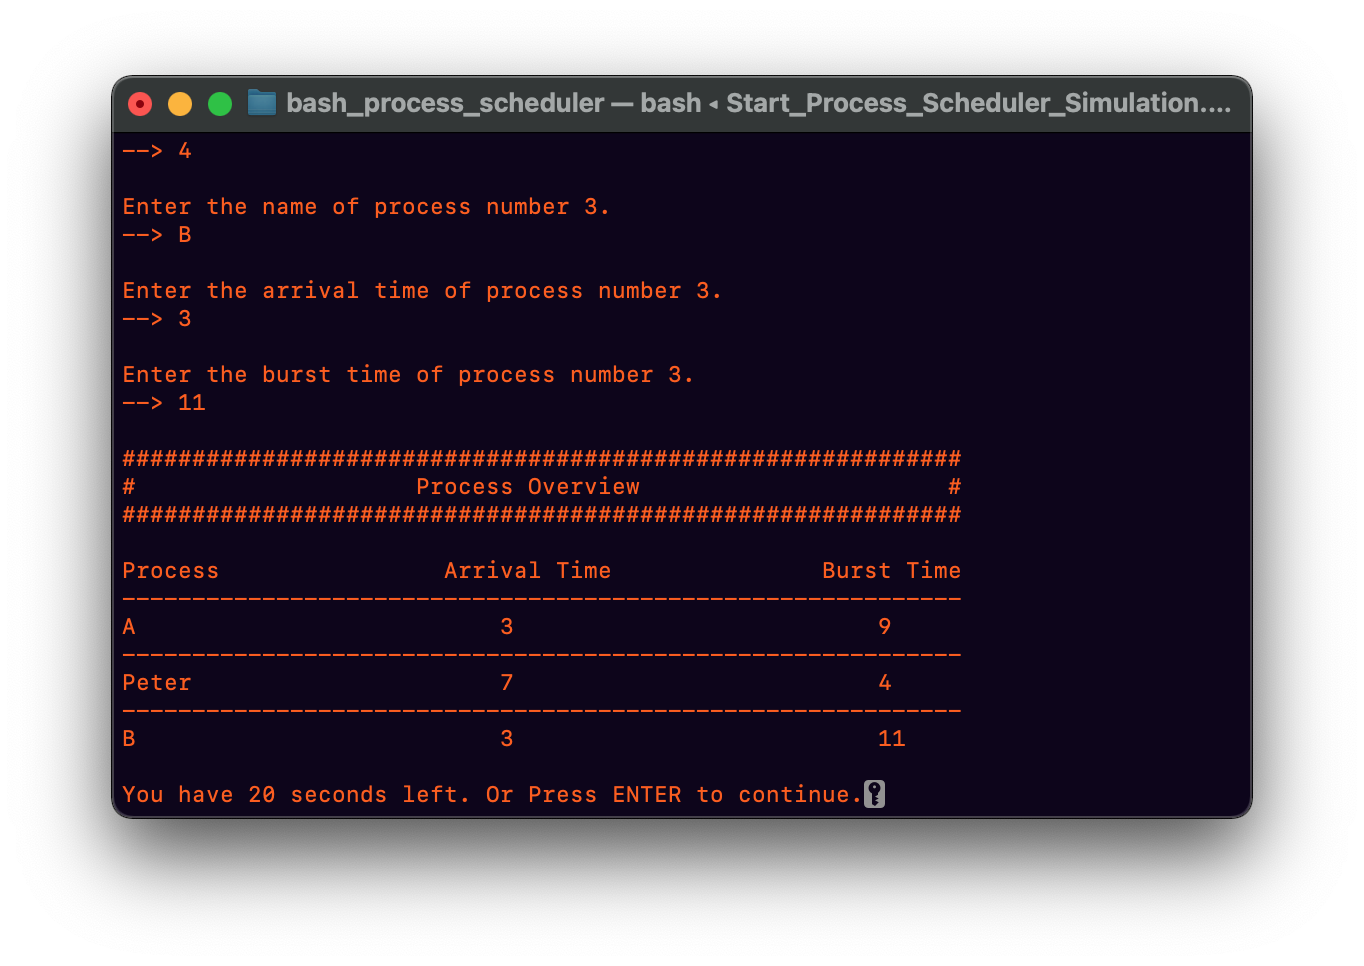 bash_process_scheduler — bash ◂ Start_Process_Scheduler_Simulation....
--> 4
Enter the name of process number 3.
--> B
Enter the arrival time of process number 3.
--> 3
Enter the burst time of process number 3.
--> 11
############################################################
# Process Overview #
############################################################
Process Arrival Time Burst Time
------------------------------------------------------------
A 3 9
------------------------------------------------------------
Peter 7 4
------------------------------------------------------------
B 3 11
You have 20 seconds left. Or Press ENTER to continue.